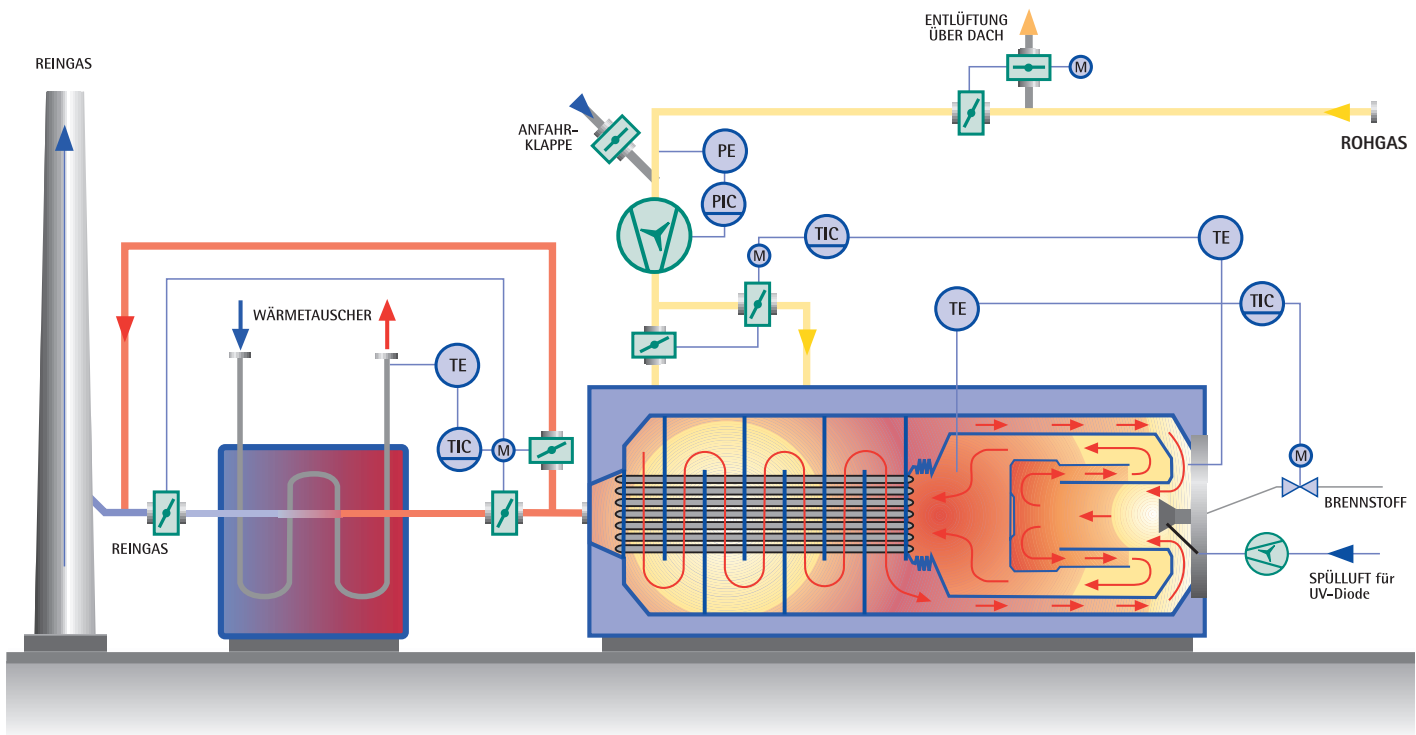 ENTLÜFTUNG
ÜBER DACH
M
REINGAS
ANFAHR-
KLAPPE
PE
ROHGAS
PIC
TIC
TE
M
WÄRMETAUSCHER
TE
TIC
TE
TIC
M
M
BRENNSTOFF
REINGAS
SPÜLLUFT für
UV-Diode